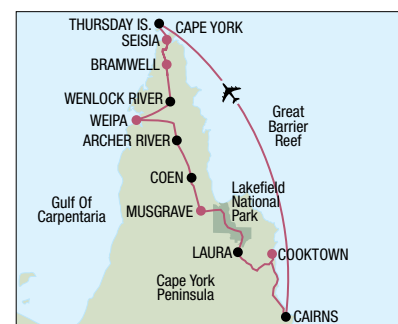 THURSDAY IS.
CAPE YORK
SEISIA
BRAMWELL
WENLOCK RIVER
WEIPA
ARCHER RIVER
Great
Barrier
Reef
COEN
Lakefield
National
Park
Gulf Of
Carpentaria
MUSGRAVE
LAURA
COOKTOWN
Cape York
Peninsula
CAIRNS